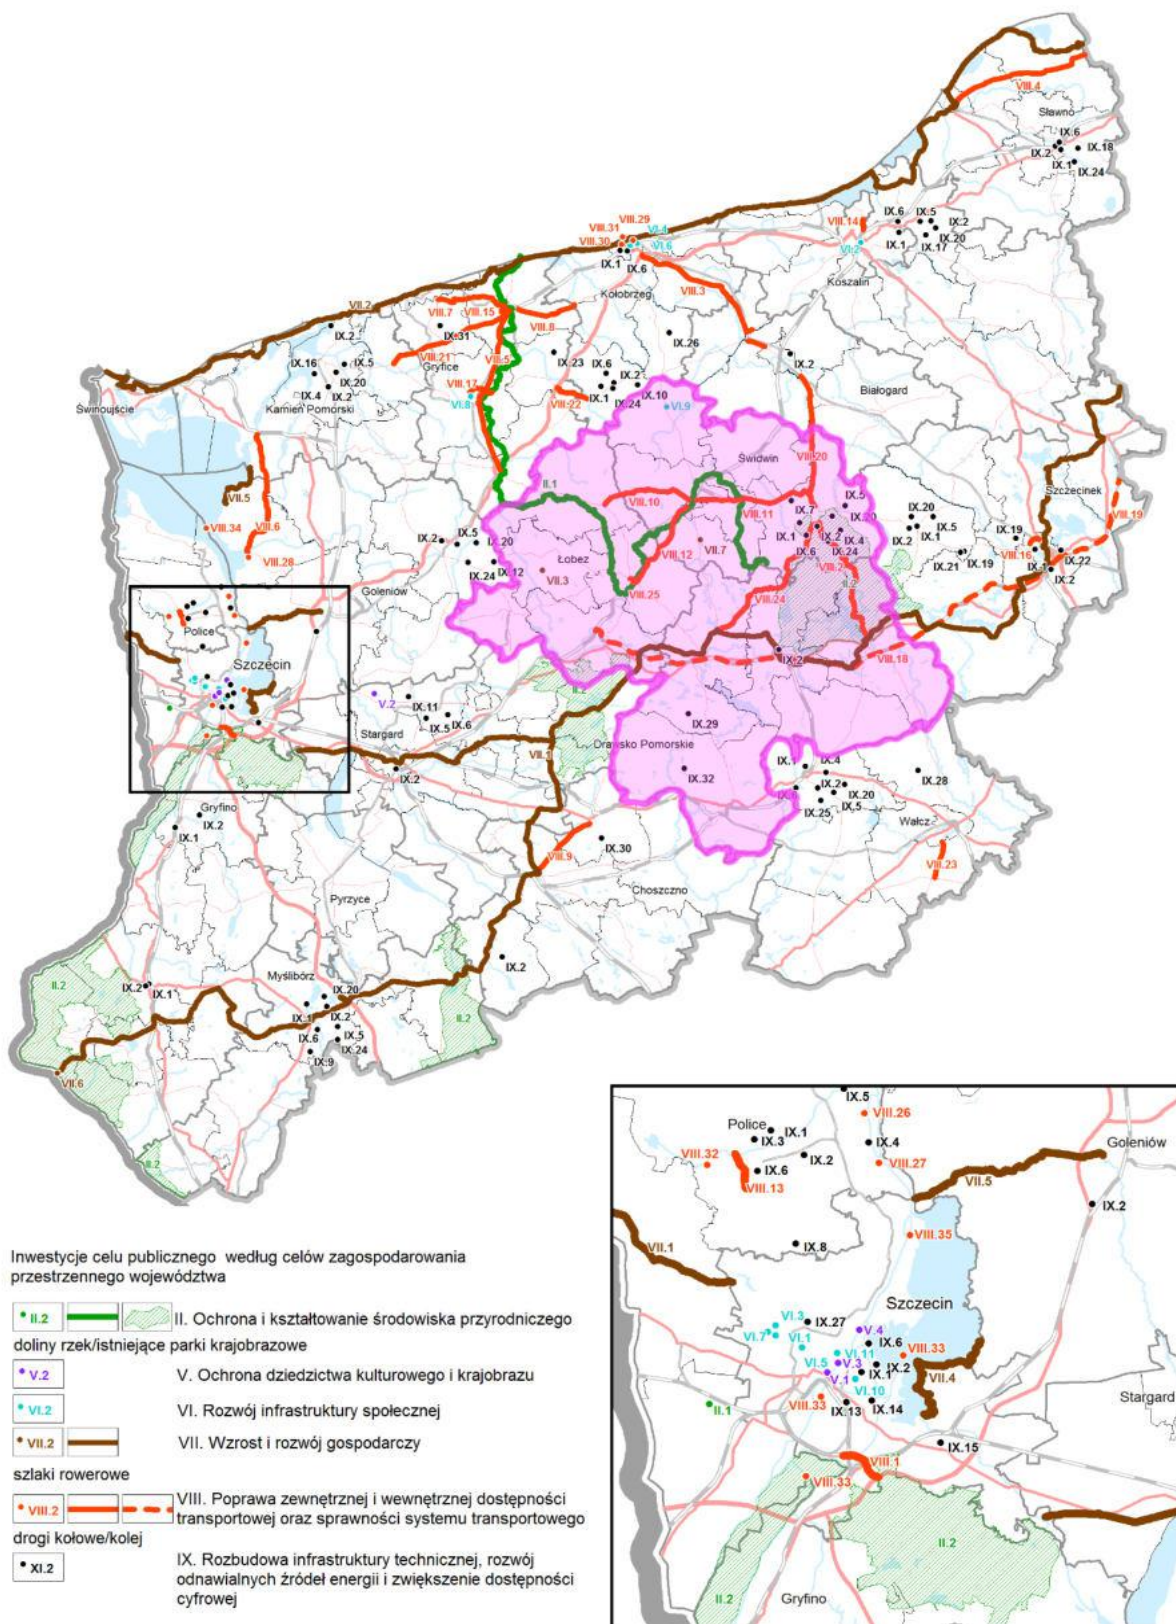 VIII.4
Sławno
IX.6
IX.2
IX.18
IX.1
IX.24
VIII.29
VIII.31
VI.4
VIII.30
VI.6
IX.1
IX.6
VIII.14
IX.6
IX.5
IX.2
IX.20
IX.1
IX.17
VI.2
Koszalin
Kołobrzeg
VIII.3
VII.2
VIII.7
VIII.15
VIII.8
IX.2
IX.31
IX.26
VIII.21
Gryfice
VIII.5
IX.23
IX.6
IX.2
IX.16
IX.5
IX.20
IX.4
IX.2
Kamień Pomorski
VIII.17
VI.8
VIII.22
IX.1
IX.24
IX.10
VI.9
IX.2
Białogard
Świnoujście
Świdwin
VIII.20
VII.5
VIII.6
VIII.34
VIII.28
II.1
VIII.10
VIII.11
IX.5
IX.7
IX.20
IX.1
IX.2
IX.4
IX.6
IX.24
IX.20
IX.5
IX.2
IX.1
IX.21
IX.19
IX.19
Szczecinek
VIII.19
VIII.16
IX.22
IX.1
IX.2
IX.2
IX.5
IX.20
IX.24
IX.12
Łobez
VII.3
VIII.12
VII.7
VIII.25
VIII.24
VIII.2
II.2
Goleniów
Police
Szczecin
V.2
IX.11
IX.5
IX.6
Stargard
IX.2
VII.1
II.2
IX.2
VIII.18
IX.29
Drawsko Pomorskie
IX.32
IX.1
IX.4
IX.6
IX.2
IX.20
IX.25
IX.5
IX.28
Wałcz
VIII.23
Gryfino
IX.2
IX.1
VIII.9
IX.30
Choszczno
Pyrzyce
IX.2
II.2
IX.2
IX.1
Myślibórz
IX.20
IX.1
IX.2
IX.6
IX.5
IX.24
IX.9
II.2
VII.6
II.2
Inwestycje celu publicznego według celów zagospodarowania
przestrzennego województwa
II.2
II. Ochrona i kształtowanie środowiska przyrodniczego
doliny rzek/istniejące parki krajobrazowe
V.2
V. Ochrona dziedzictwa kulturowego i krajobrazu
VI.2
VI. Rozwój infrastruktury społecznej
VII.2
VII. Wzrost i rozwój gospodarczy
szlaki rowerowe
VIII.2
VIII. Poprawa zewnętrznej i wewnętrznej dostępności
transportowej oraz sprawności systemu transportowego
drogi kołowe/kolej
XI.2
IX. Rozbudowa infrastruktury technicznej, rozwój
odnawialnych źródeł energii i zwiększenie dostępności
cyfrowej
IX.5
VIII.26
Police
IX.1
IX.3
IX.4
Goleniów
VIII.32
IX.2
IX.6
VIII.27
VIII.13
VII.5
IX.2
VII.1
IX.8
VIII.35
Szczecin
VI.3
IX.27
V.4
VI.7
VI.1
IX.6
VI.11
VIII.33
VI.5
V.3
IX.2
V.1
IX.1
VII.4
VI.10
VIII.33
IX.13
IX.14
Stargard
II.1
IX.15
VIII.1
VIII.33
II.2
II.2
Gryfino